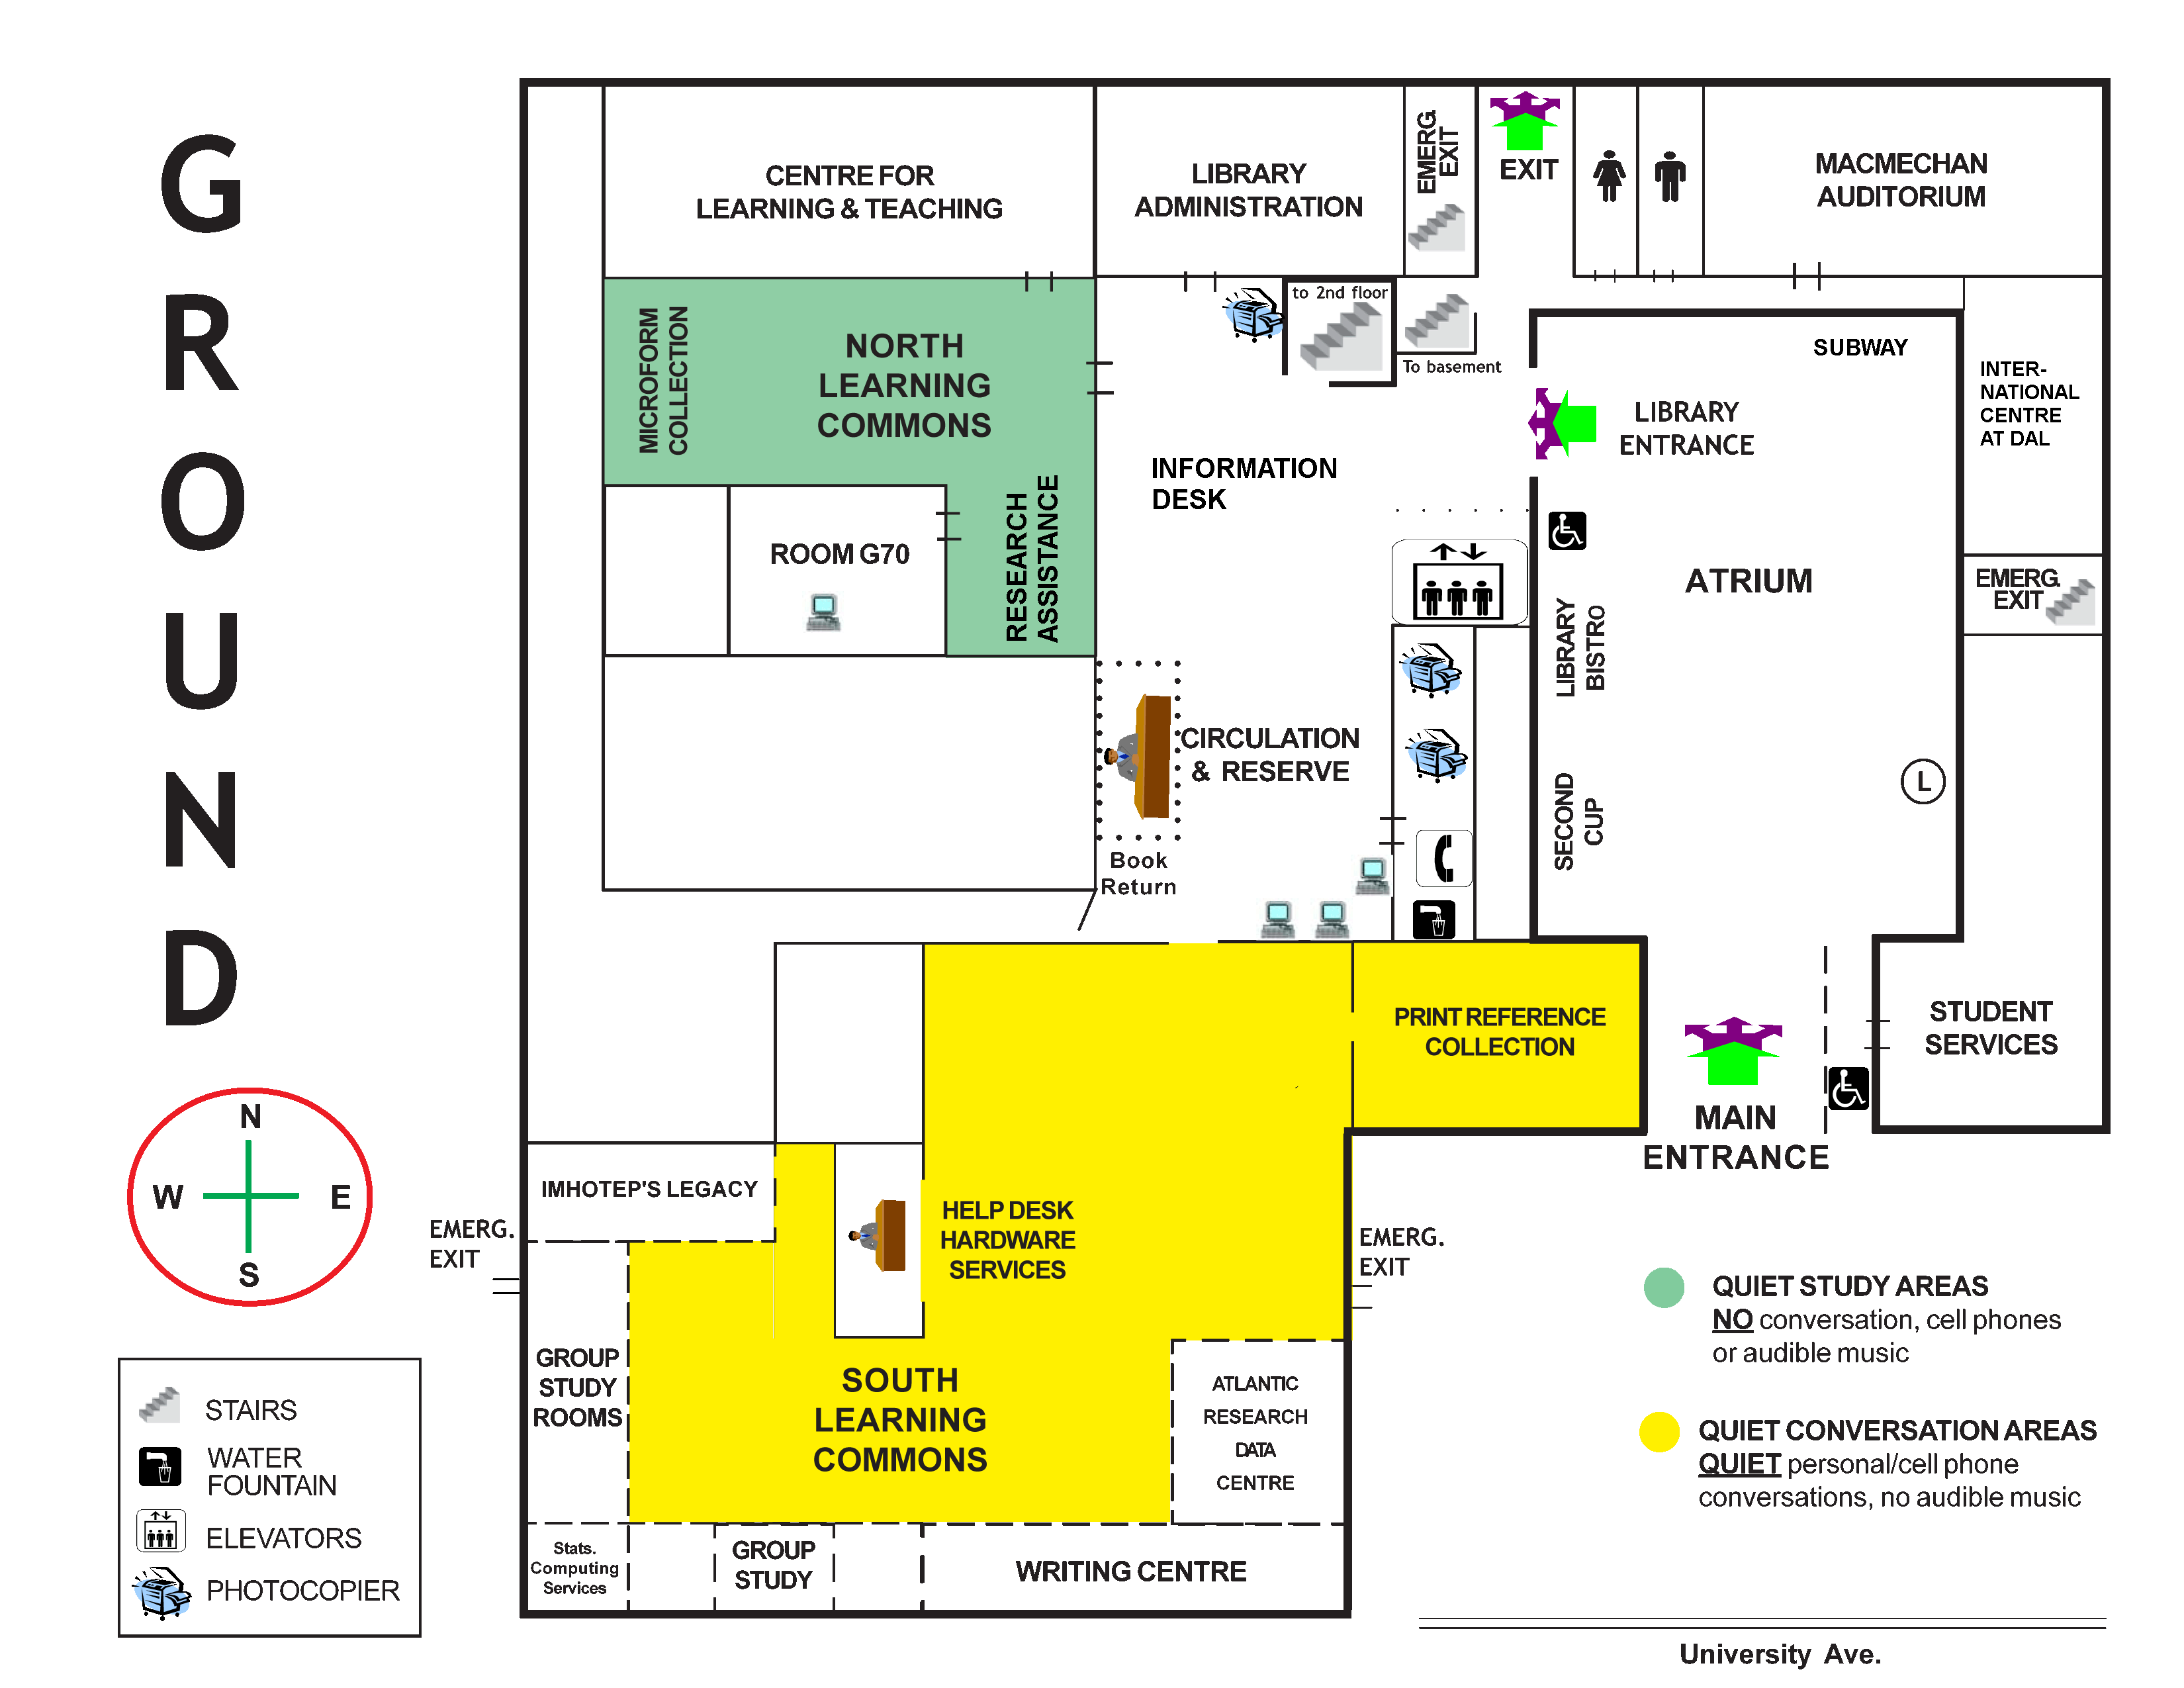 GROUND
CENTRE FOR
LEARNING & TEACHING
LIBRARY
ADMINISTRATION
EMERG.
EXIT
EXIT
MACMECHAN
AUDITORIUM
MICROFORM
COLLECTION
NORTH
LEARNING
COMMONS
to 2nd floor
To basement
SUBWAY
INTER-
NATIONAL
CENTRE
AT DAL
LIBRARY
ENTRANCE
INFORMATION
DESK
RESEARCH
ASSISTANCE
ROOM G70
ATRIUM
EMERG.
EXIT
LIBRARY
BISTRO
CIRCULATION
& RESERVE
SECOND
CUP
L
Book
Return
PRINT REFERENCE
COLLECTION
STUDENT
SERVICES
MAIN
ENTRANCE
N
W E
S
IMHOTEP'S LEGACY
EMERG.
EXIT
HELP DESK
HARDWARE
SERVICES
EMERG.
EXIT
GROUP
STUDY
ROOMS
SOUTH
LEARNING
COMMONS
ATLANTIC
RESEARCH
DATA
CENTRE
QUIET STUDY AREAS
NO conversation, cell phones
or audible music
QUIET CONVERSATION AREAS
QUIET personal/cell phone
conversations, no audible music
STAIRS
WATER
FOUNTAIN
ELEVATORS
PHOTOCOPIER
Stats.
Computing
Services
GROUP
STUDY
WRITING CENTRE
University Ave.